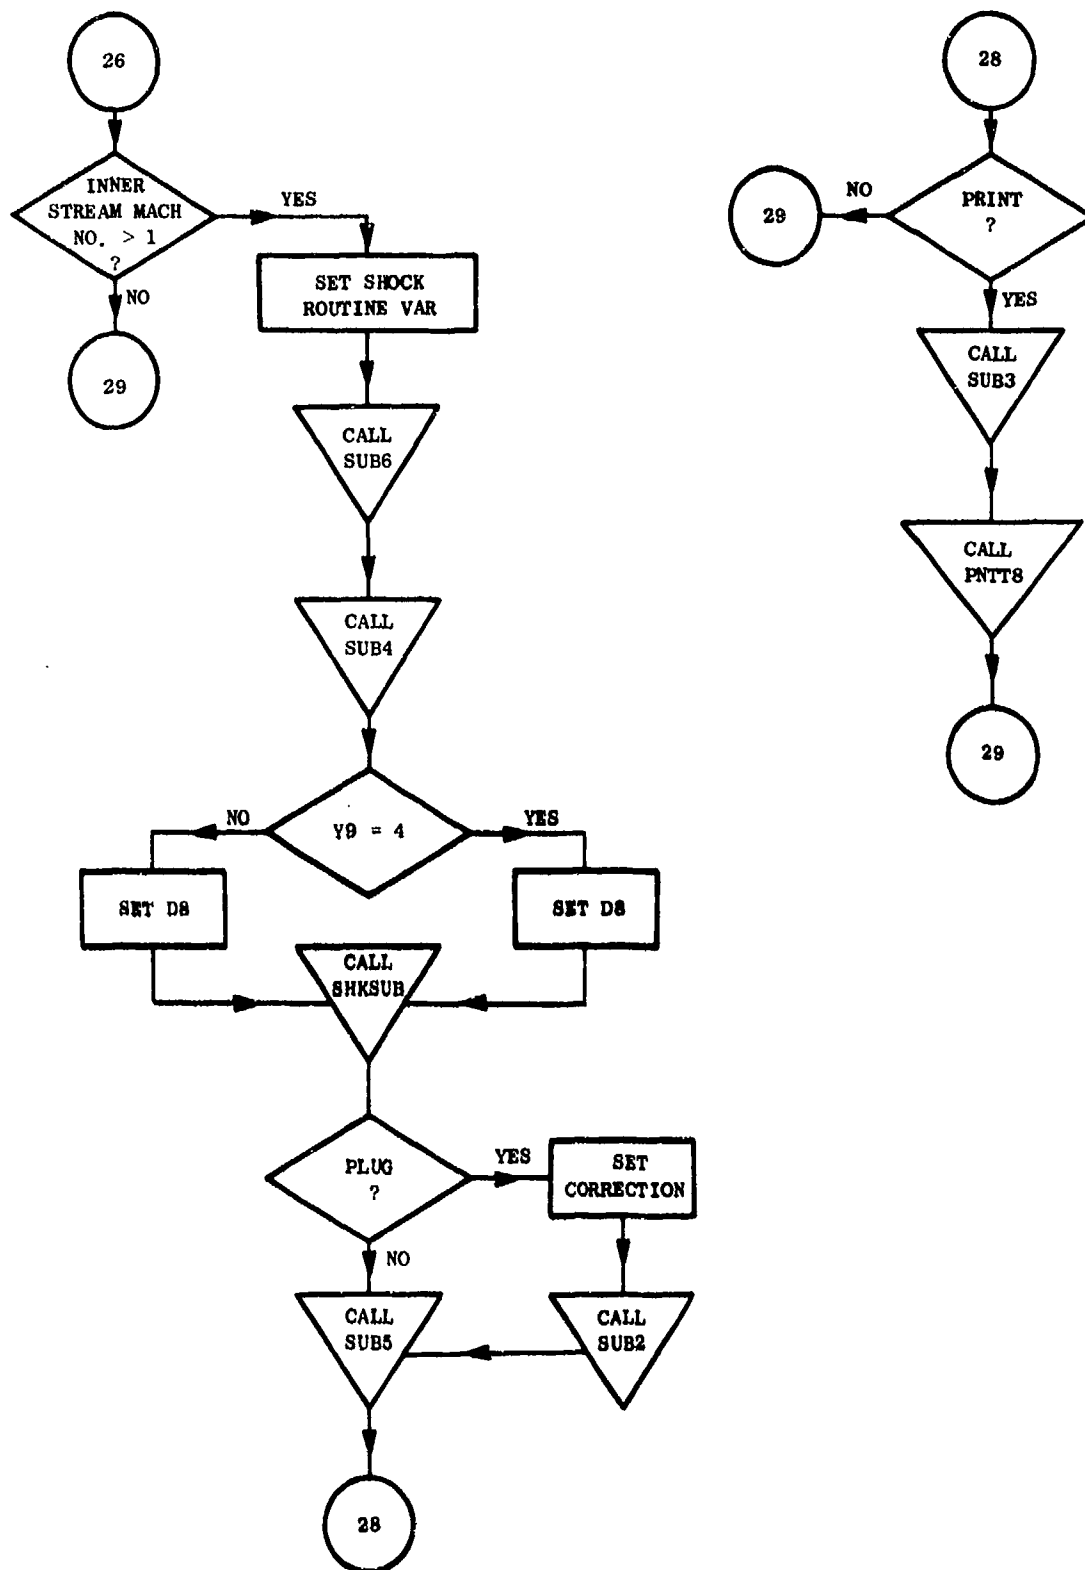 26
INNER
STREAM MACH
NO. > 1
?
YES
NO
29
SET SHOCK
ROUTINE VAR
CALL
SUB6
CALL
SUB4
Y9 = 4
NO
YES
SET D8
SET D8
CALL
SHKSUB
PLUG
?
YES
SET
CORRECTION
NO
CALL
SUB5
CALL
SUB2
28
28
PRINT
?
NO
29
YES
CALL
SUB3
CALL
PNTT8
29